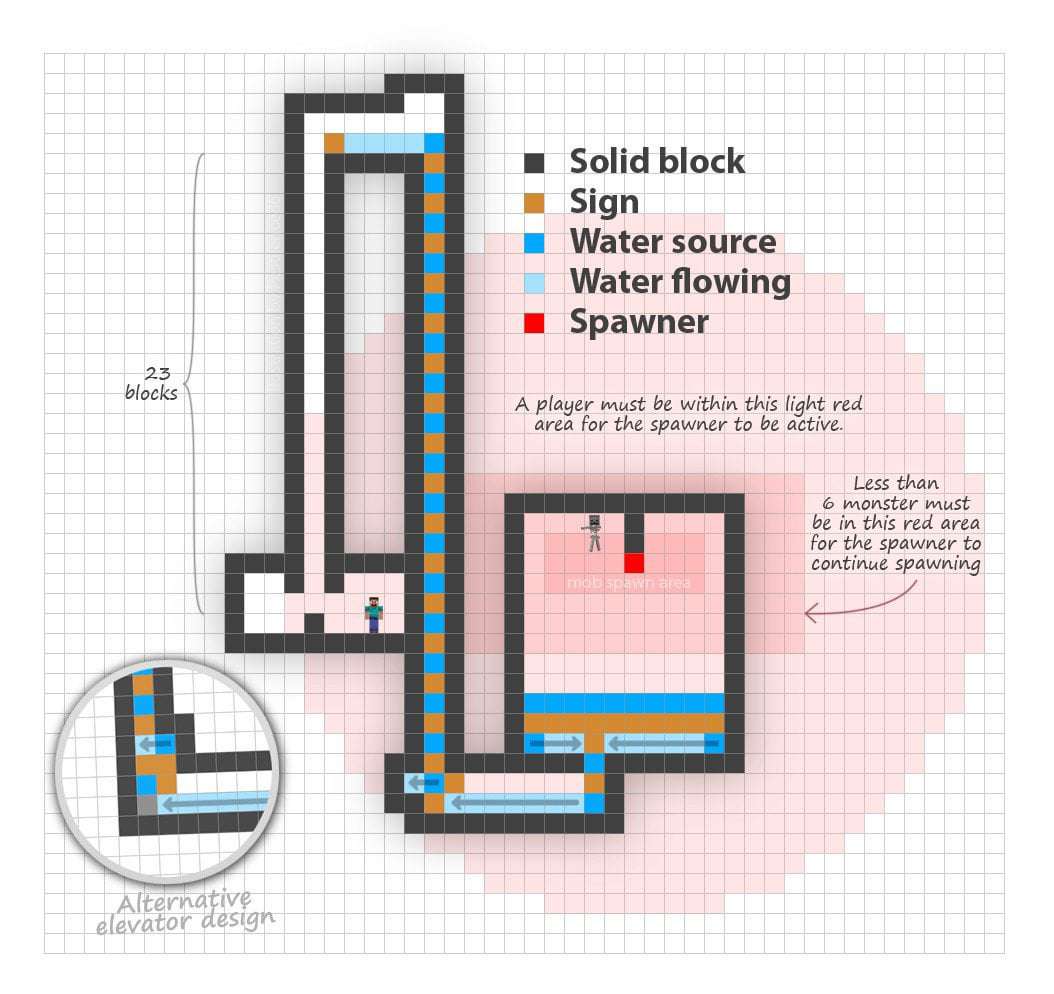 Solid block
Sign
Water source
Water flowing
Spawner
23
blocks
A player must be within this light red
area for the spawner to be active.
Less than
6 monster must
be in this red area
for the spawner to
continue spawning
mob spawn area
Alternative
elevator design